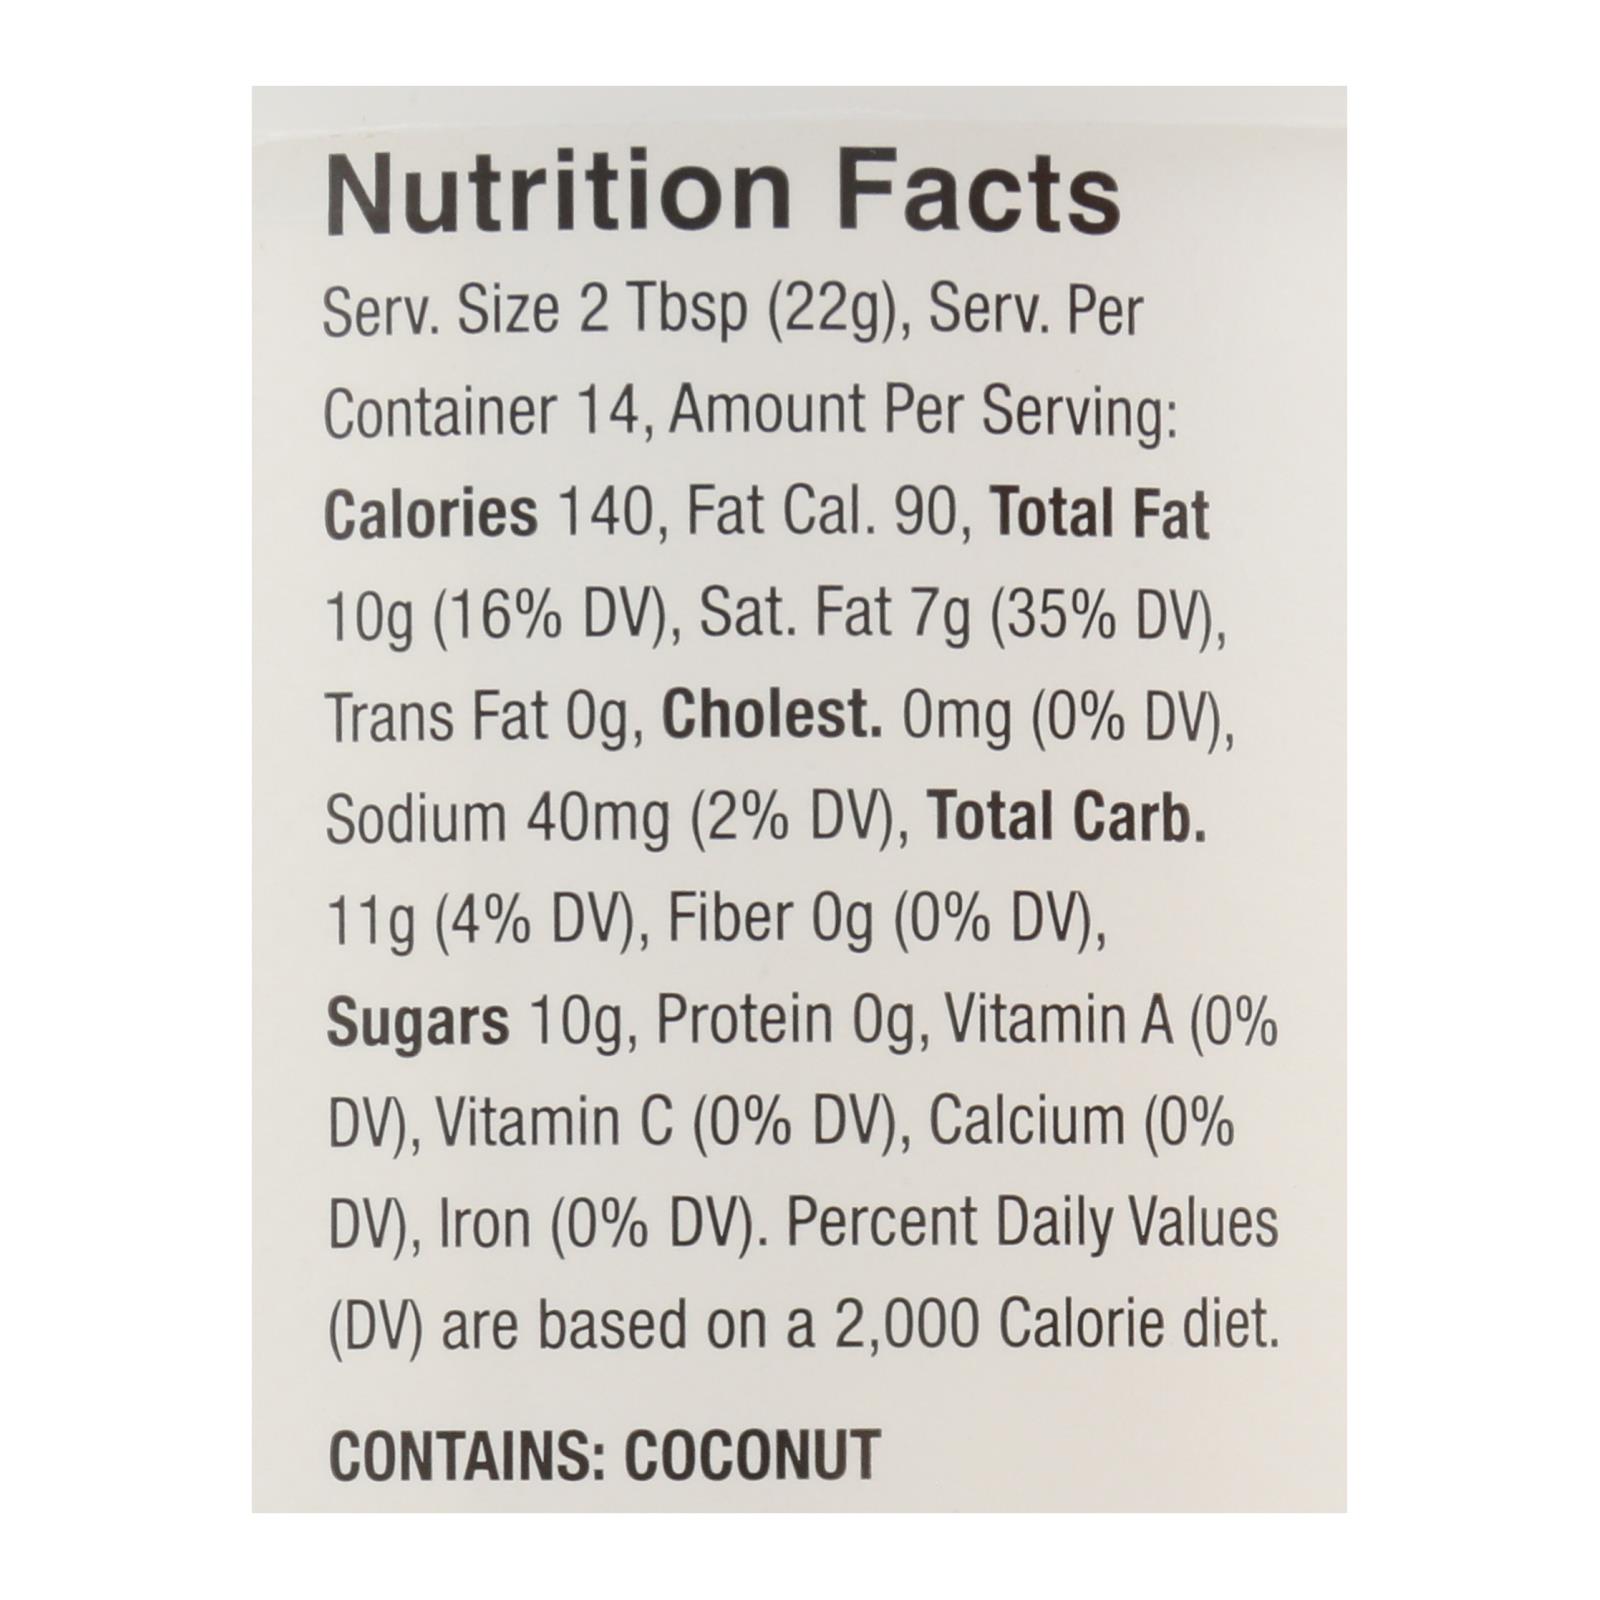 Nutrition Facts
Serv. Size 2 Tbsp (22g), Serv. Per
Container 14, Amount Per Serving:
Calories 140, Fat Cal. 90, Total Fat
10g (16% DV), Sat. Fat 7g (35% DV),
Trans Fat 0g, Cholest. 0mg (0% DV),
Sodium 40mg (2% DV), Total Carb.
11g (4% DV), Fiber 0g (0% DV),
Sugars 10g, Protein 0g, Vitamin A (0%
DV), Vitamin C (0% DV), Calcium (0%
DV), Iron (0% DV). Percent Daily Values
(DV) are based on a 2,000 Calorie diet.
CONTAINS: COCONUT